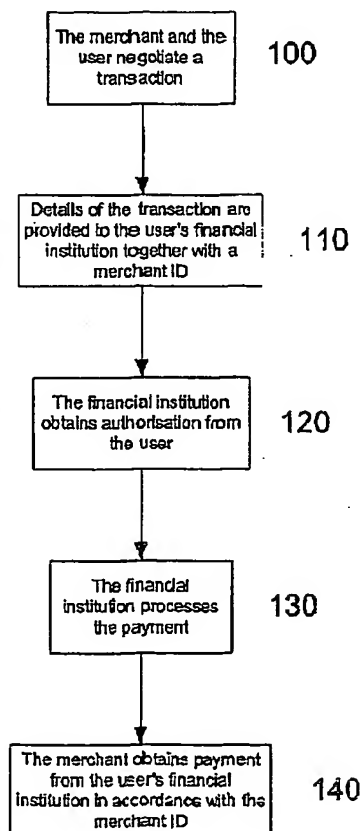 The merchant and the
user negotiate a
transaction
100
Details of the transaction are
provided to the user's financial
institution together with a
merchant ID
110
The financial institution
obtains authorisation from
the user
120
The financial
institution processes
the payment
130
The merchant obtains payment
from the user's financial
institution in accordance with the
merchant ID
140